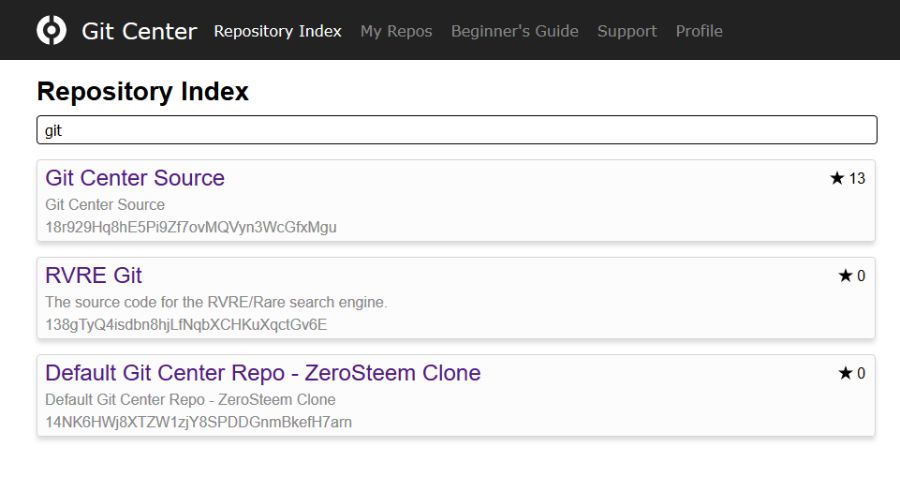 Git Center Repository Index My Repos Beginner's Guide Support Profile
Repository Index
git
Git Center Source ★ 13
Git Center Source
18r929Hq8hE5Pi9Zf7ovMQVyn3WcGfxMgu
RVRE Git ★ 0
The source code for the RVRE/Rare search engine.
138gTyQ4isdbn8hjLfNqbXCHKuXqctGv6E
Default Git Center Repo - ZeroSteem Clone ★ 0
Default Git Center Repo - ZeroSteem Clone
14NK6HWj8XTZW1zjY8SPDDGnmBkefH7arn